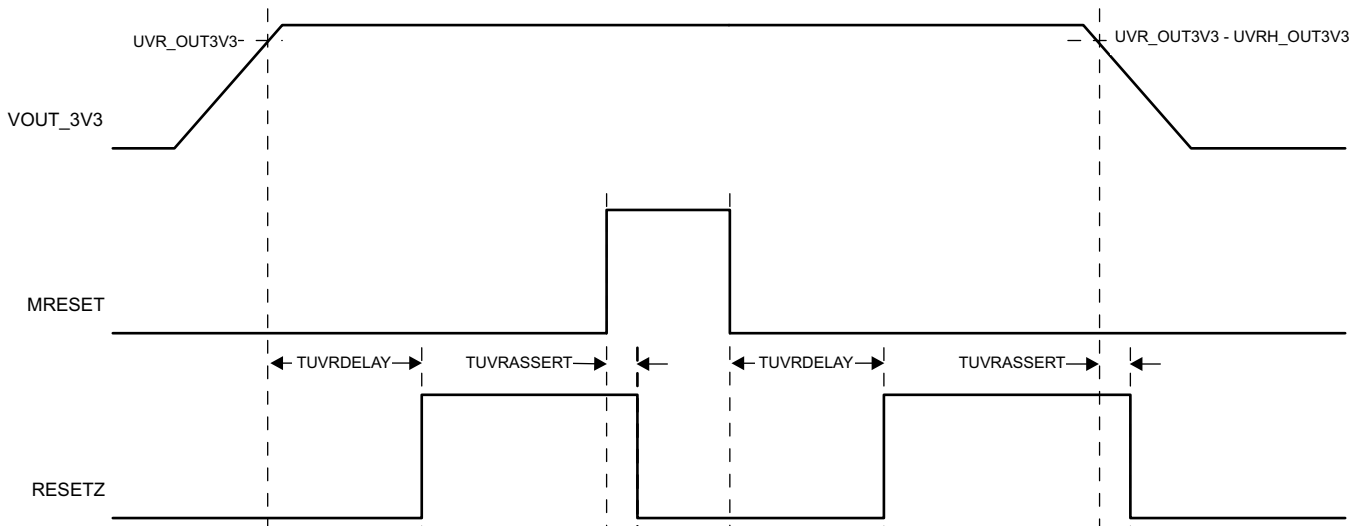 UVR_OUT3V3
UVR_OUT3V3 - UVRH_OUT3V3
VOUT_3V3
MRESET
TUVRDELAY
TUVRASSERT
TUVRDELAY
TUVRASSERT
RESETZ